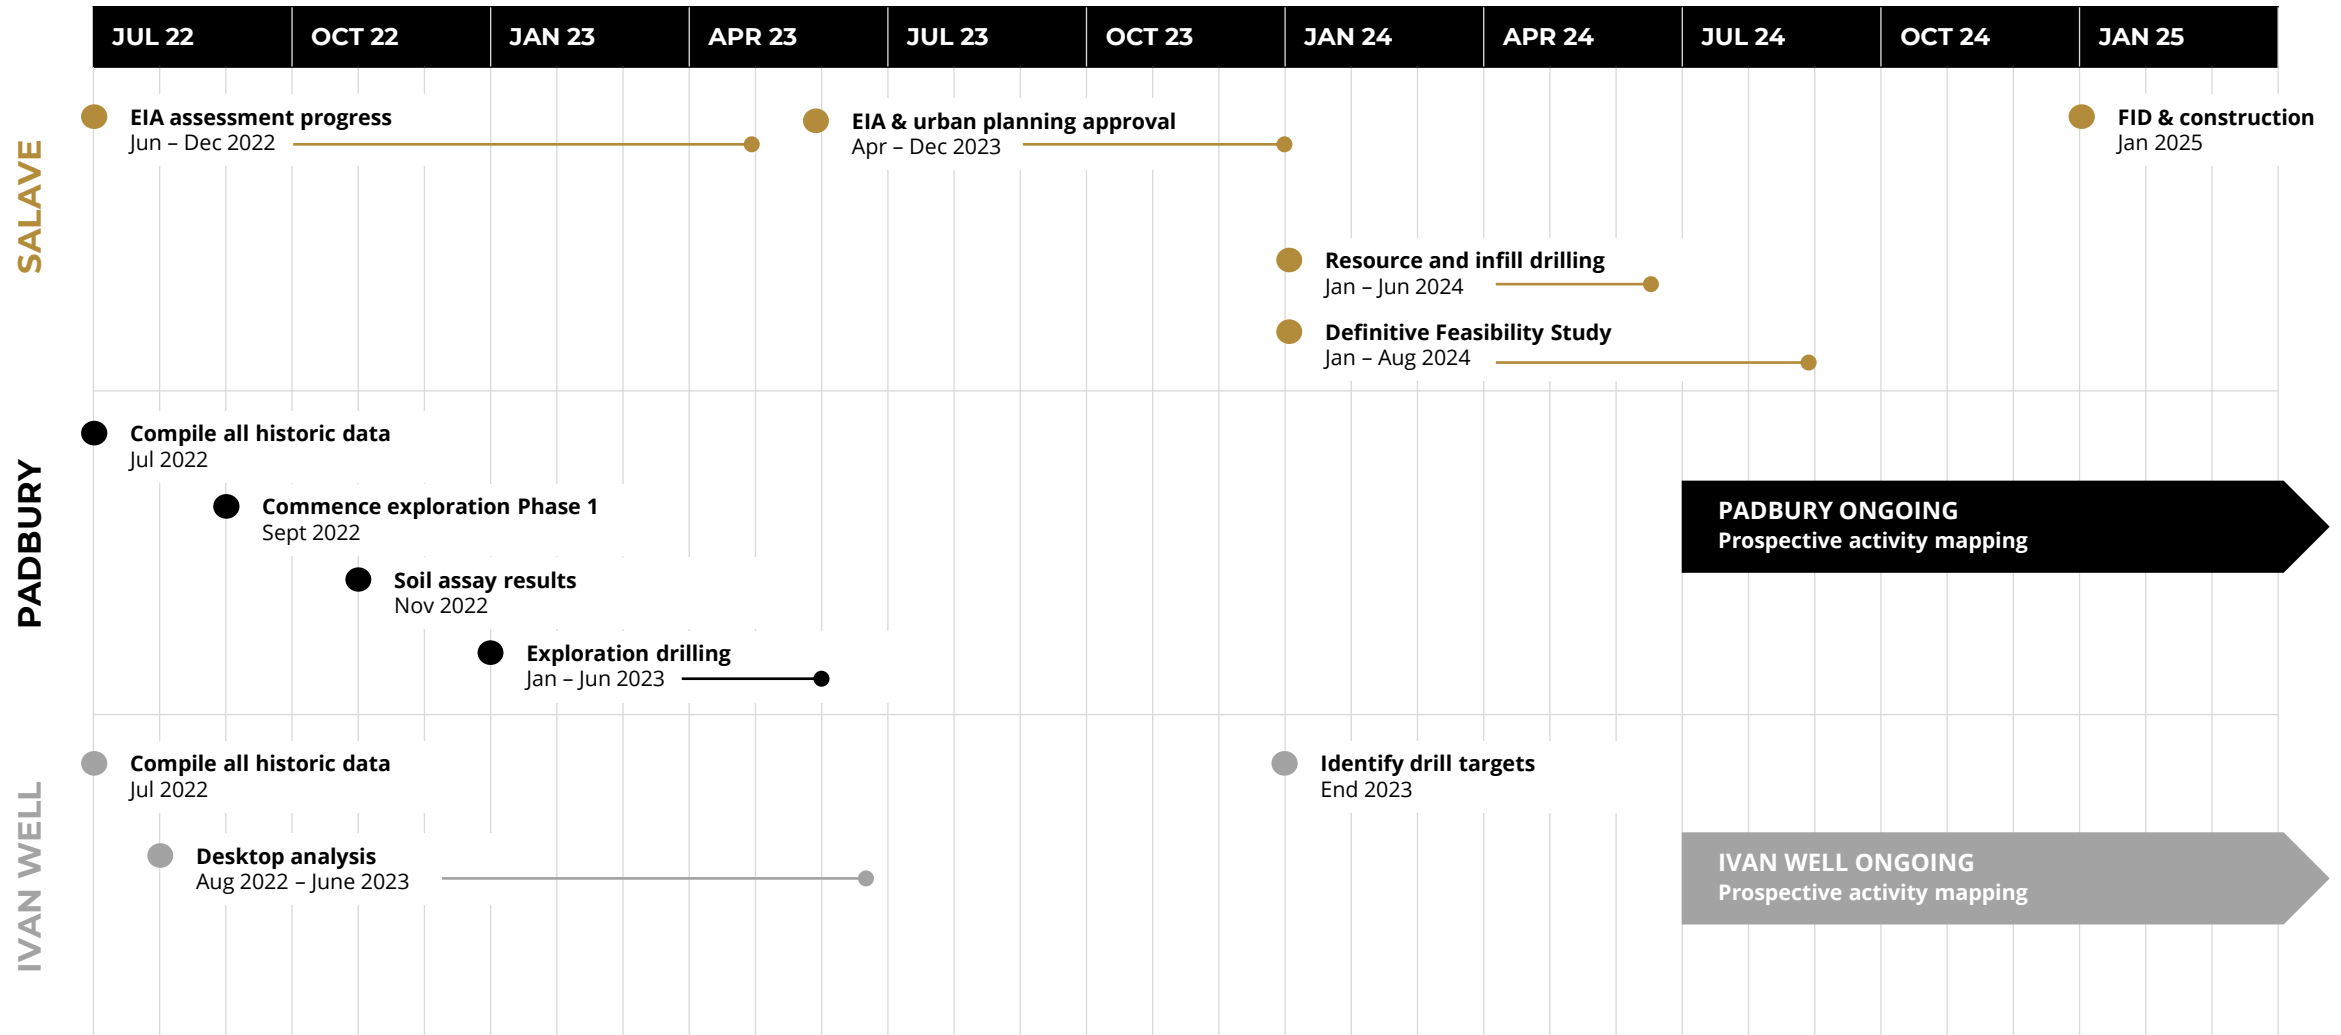 JUL 22
OCT 22
JAN 23
APR 23
JUL 23
OCT 23
JAN 24
APR 24
JUL 24
OCT 24
JAN 25
SALAVE
EIA assessment progress
Jun – Dec 2022
EIA & urban planning approval
Apr – Dec 2023
FID & construction
Jan 2025
Resource and infill drilling
Jan – Jun 2024
Definitive Feasibility Study
Jan – Aug 2024
PADBURY
Compile all historic data
Jul 2022
Commence exploration Phase 1
Sept 2022
Soil assay results
Nov 2022
Exploration drilling
Jan – Jun 2023
PADBURY ONGOING
Prospective activity mapping
IVAN WELL
Compile all historic data
Jul 2022
Desktop analysis
Aug 2022 – June 2023
Identify drill targets
End 2023
IVAN WELL ONGOING
Prospective activity mapping